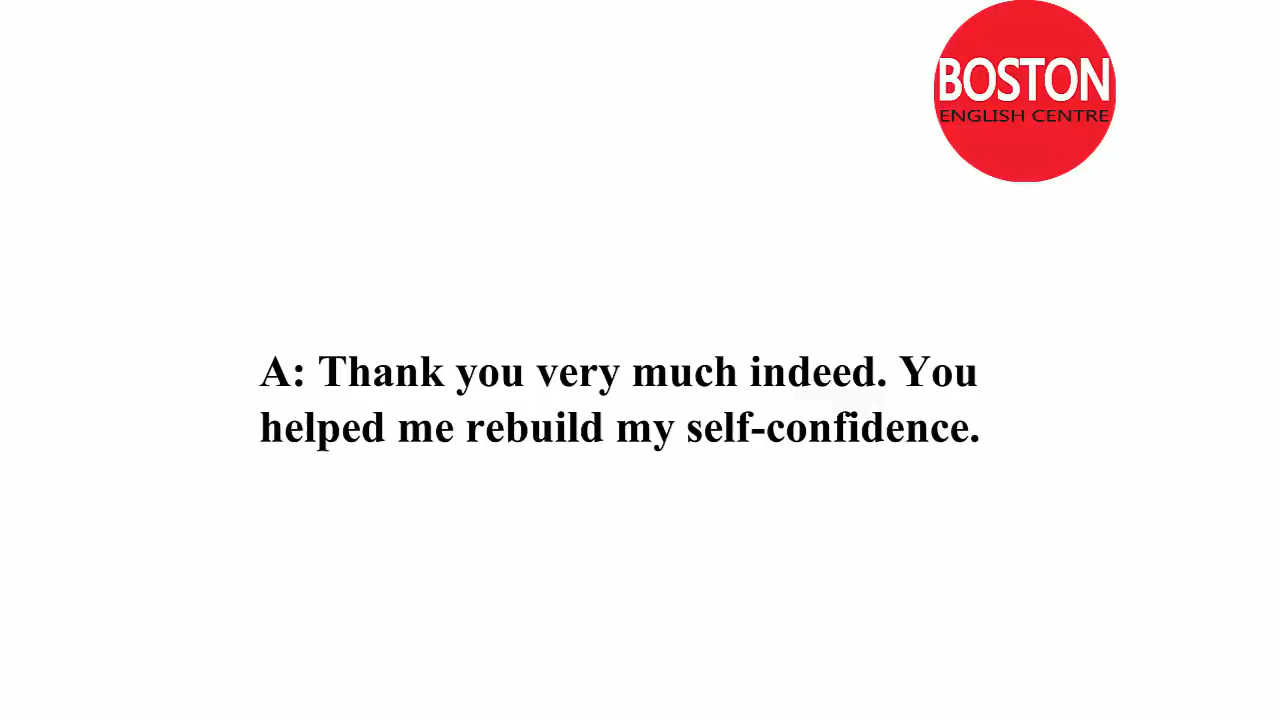 BOSTON
ENGLISH CENTRE
A: Thank you very much indeed. You
helped me rebuild my self-confidence.